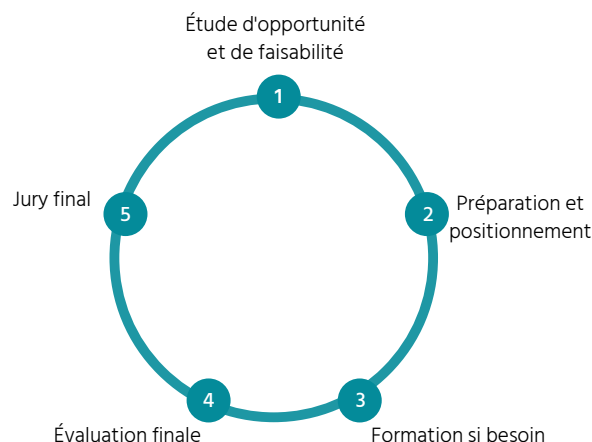 Étude d'opportunité
et de faisabilité
1
2
Préparation et
positionnement
3
Formation si besoin
4
Évaluation finale
5
Jury final